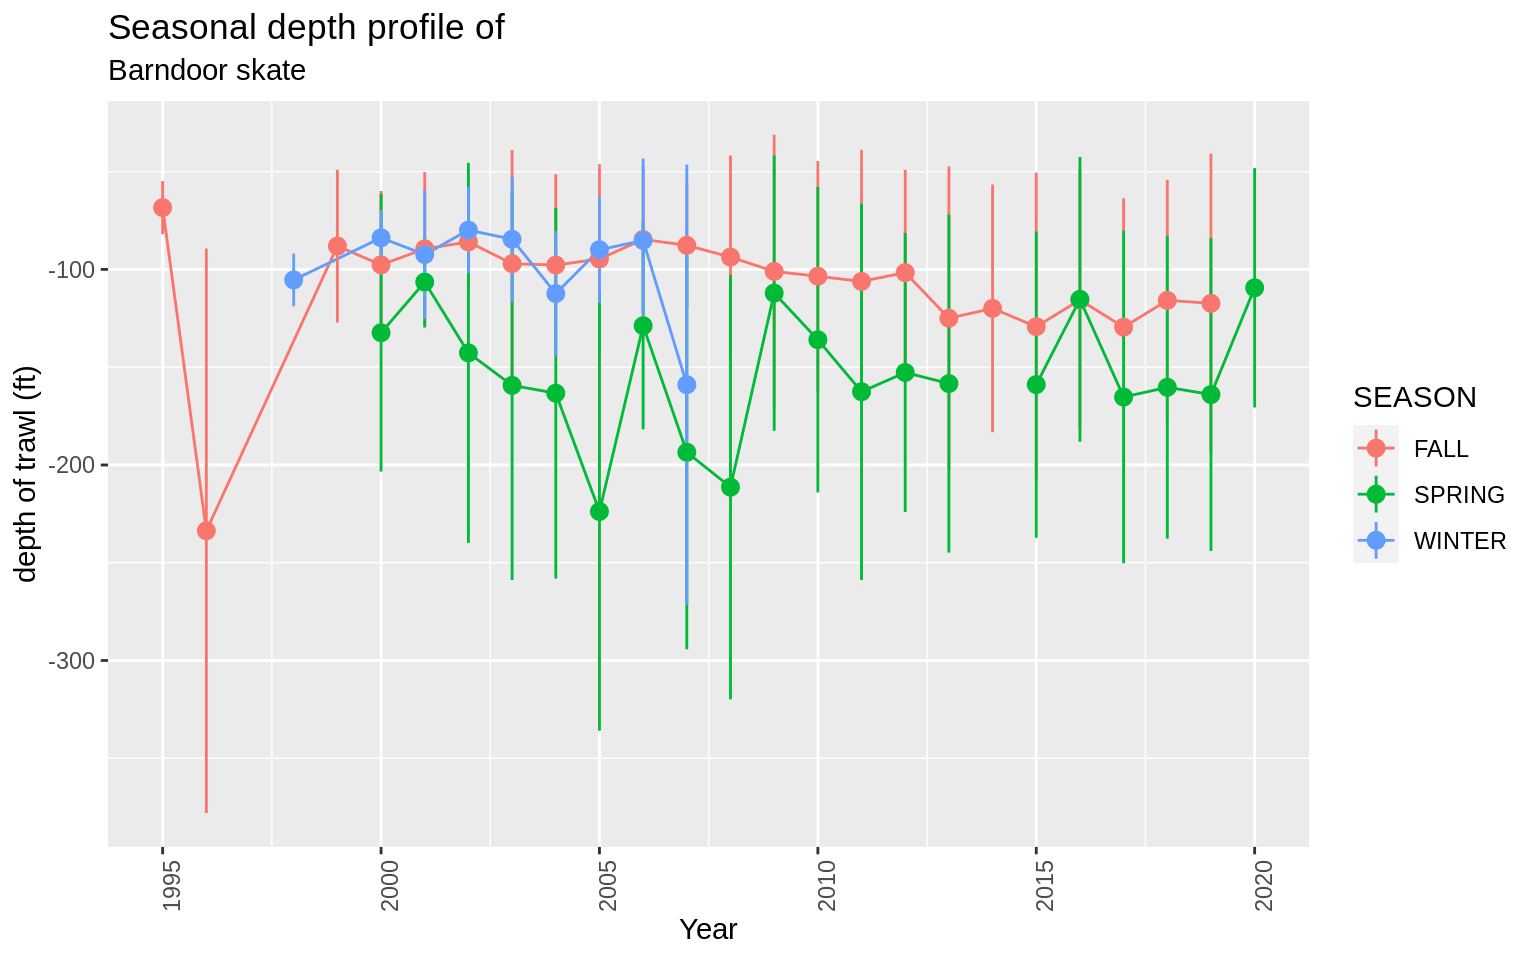 Seasonal depth profile of
Barndoor skate
depth of trawl (ft)
-100
-200
-300
1995
2000
2005
2010
2015
2020
Year
SEASON
FALL
SPRING
WINTER